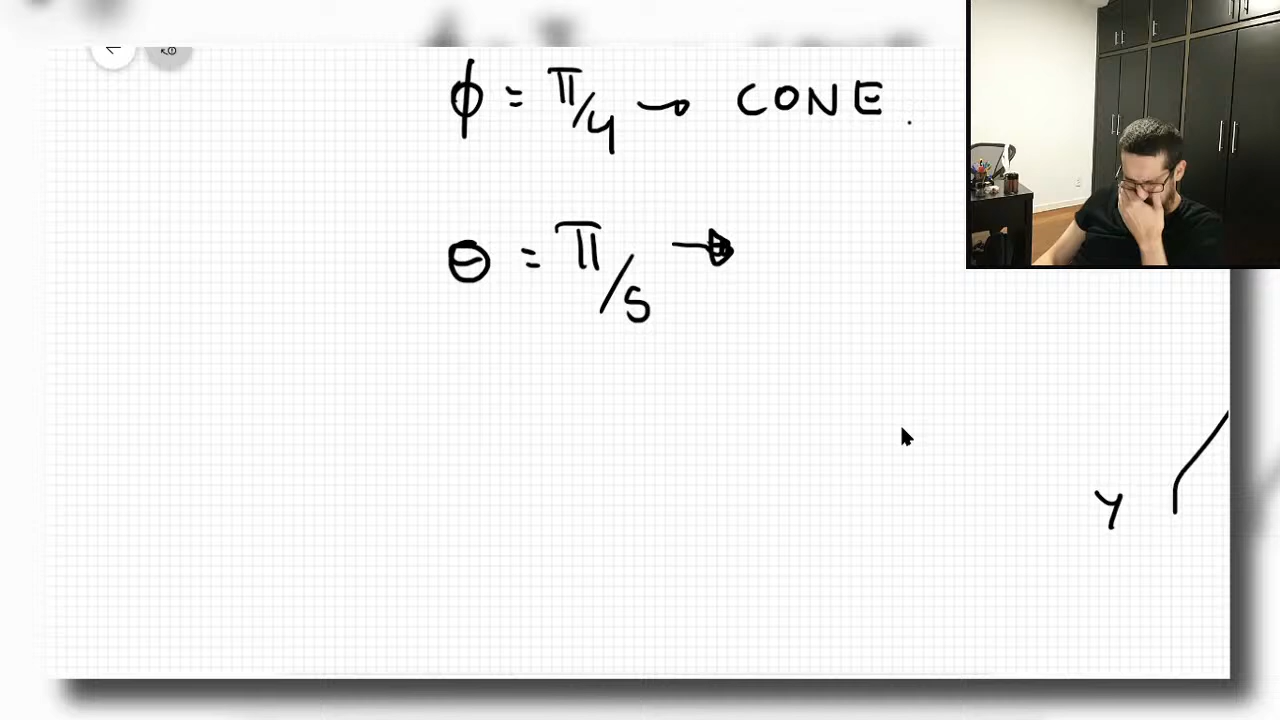 ϕ = π/4 → CONE.
θ = π/5 →
y